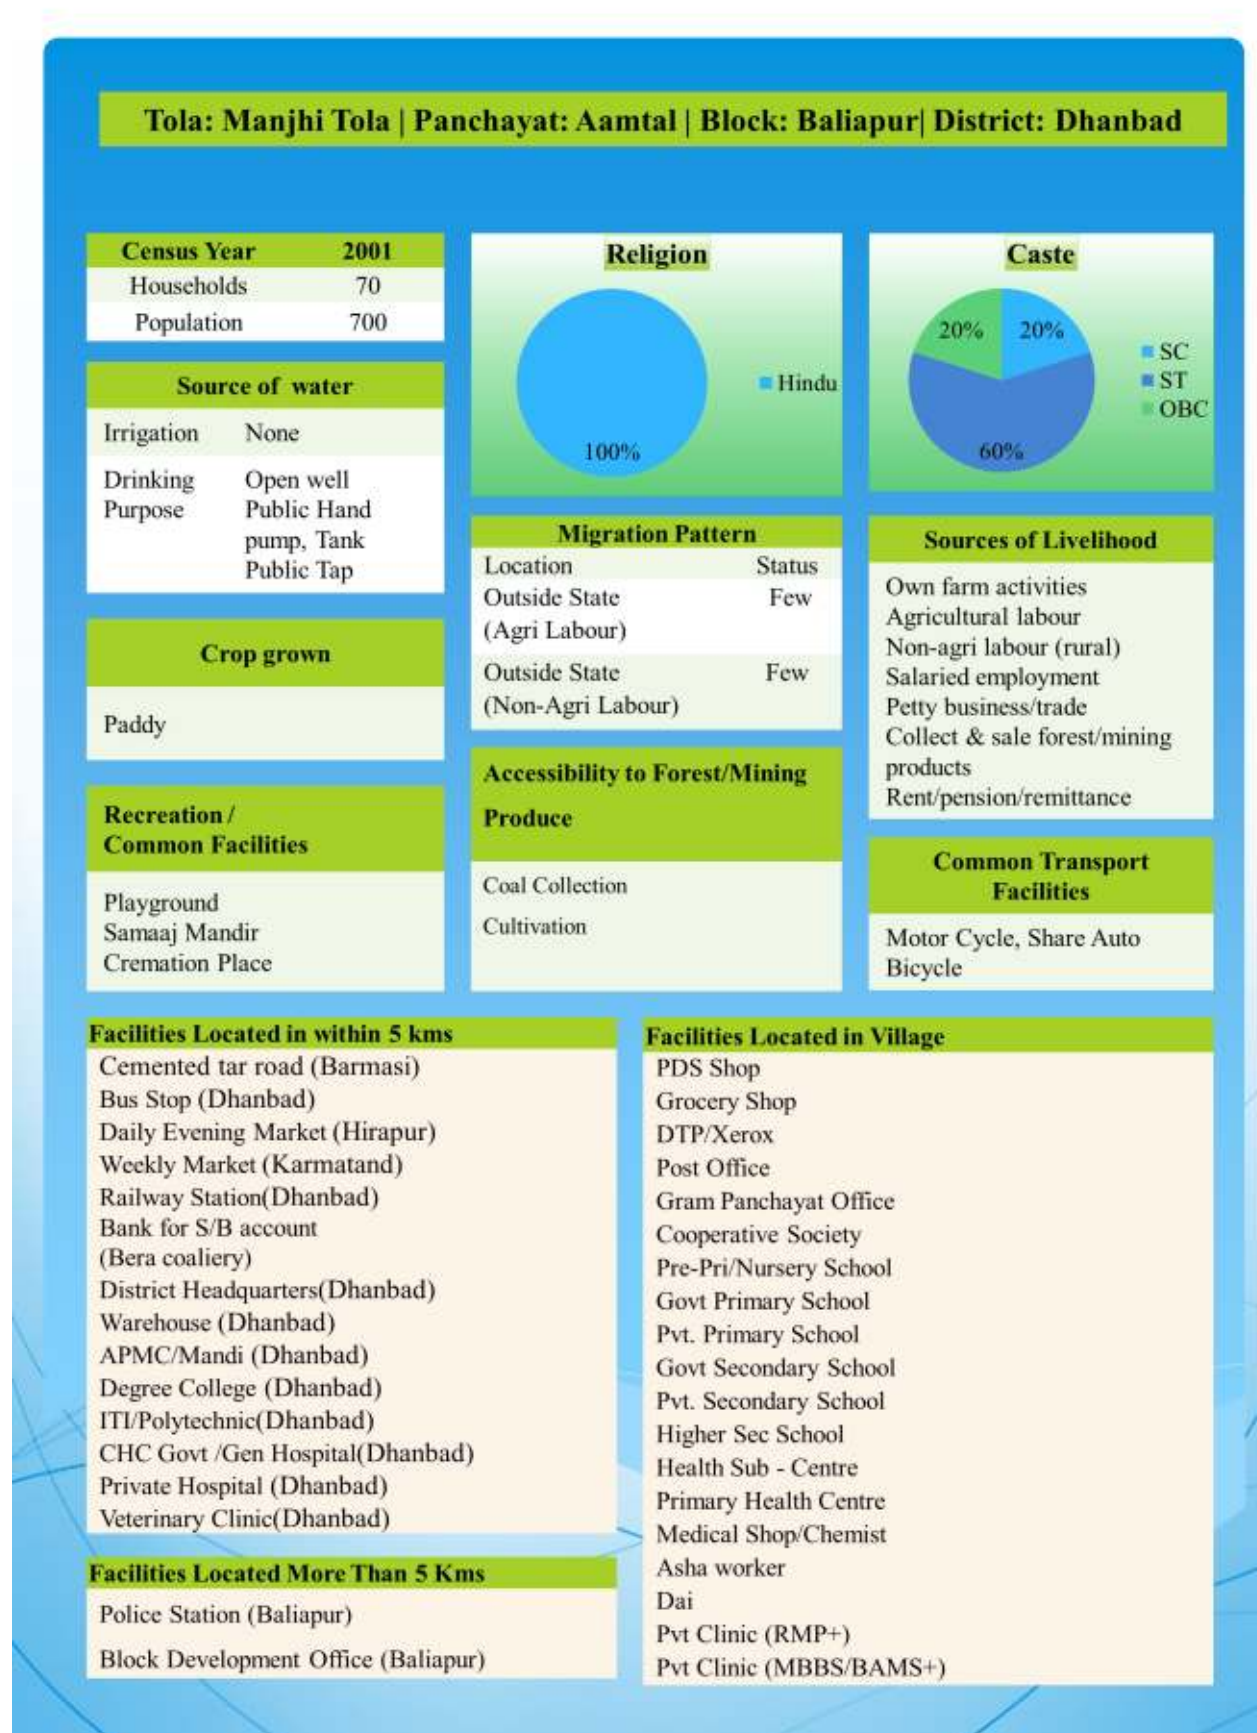 Tola: Manjhi Tola | Panchayat: Aamtal | Block: Baliapur| District: Dhanbad
Census Year 2001
Households 70
Population 700
Source of water
Irrigation None
Drinking Open well
Purpose Public Hand
pump, Tank
Public Tap
Crop grown
Paddy
Recreation /
Common Facilities
Playground
Samaaj Mandir
Cremation Place
Religion
Hindu
100%
Migration Pattern
Location Status
Outside State Few
(Agri Labour)
Outside State Few
(Non-Agri Labour)
Accessibility to Forest/Mining
Produce
Coal Collection
Cultivation
Caste
20% 20%
60%
SC
ST
OBC
Sources of Livelihood
Own farm activities
Agricultural labour
Non-agri labour (rural)
Salaried employment
Petty business/trade
Collect & sale forest/mining
products
Rent/pension/remittance
Common Transport
Facilities
Motor Cycle, Share Auto
Bicycle
Facilities Located in within 5 kms
Cemented tar road (Barmasi)
Bus Stop (Dhanbad)
Daily Evening Market (Hirapur)
Weekly Market (Karmatand)
Railway Station(Dhanbad)
Bank for S/B account
(Bera coaliery)
District Headquarters(Dhanbad)
Warehouse (Dhanbad)
APMC/Mandi (Dhanbad)
Degree College (Dhanbad)
ITI/Polytechnic(Dhanbad)
CHC Govt /Gen Hospital(Dhanbad)
Private Hospital (Dhanbad)
Veterinary Clinic(Dhanbad)
Facilities Located More Than 5 Kms
Police Station (Baliapur)
Block Development Office (Baliapur)
Facilities Located in Village
PDS Shop
Grocery Shop
DTP/Xerox
Post Office
Gram Panchayat Office
Cooperative Society
Pre-Pri/Nursery School
Govt Primary School
Pvt. Primary School
Govt Secondary School
Pvt. Secondary School
Higher Sec School
Health Sub - Centre
Primary Health Centre
Medical Shop/Chemist
Asha worker
Dai
Pvt Clinic (RMP+)
Pvt Clinic (MBBS/BAMS+)